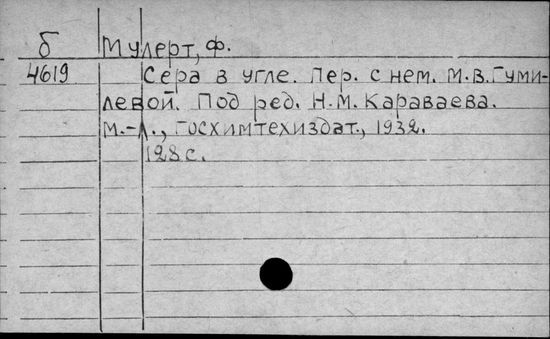 б Мулерт, Ф.
4619 Сера в угле. Пер. с нем. М.В. Гуми-
левой. Под ред. Н.М. Караваева.
М.-Л., Госхимтехиздат., 1932.
128 с.